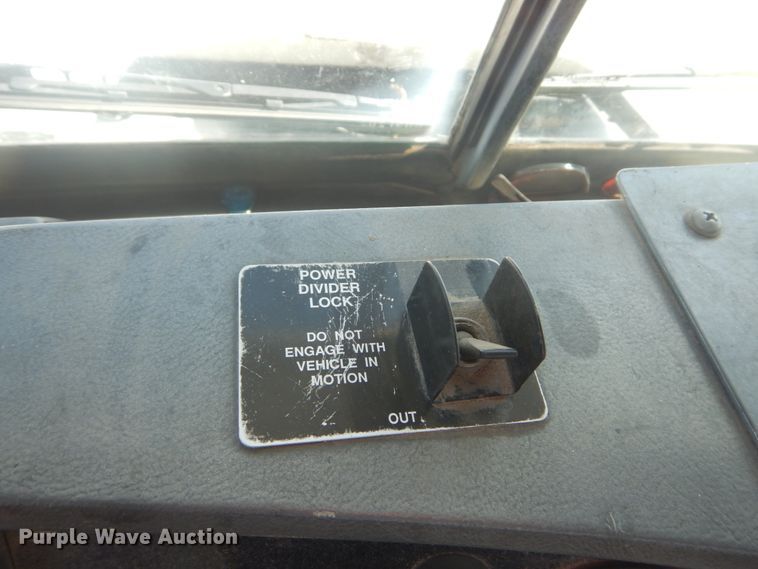 POWER
DIVIDER
LOCK
DO NOT
ENGAGE WITH
VEHICLE IN
MOTION
OUT
Purple Wave Auction